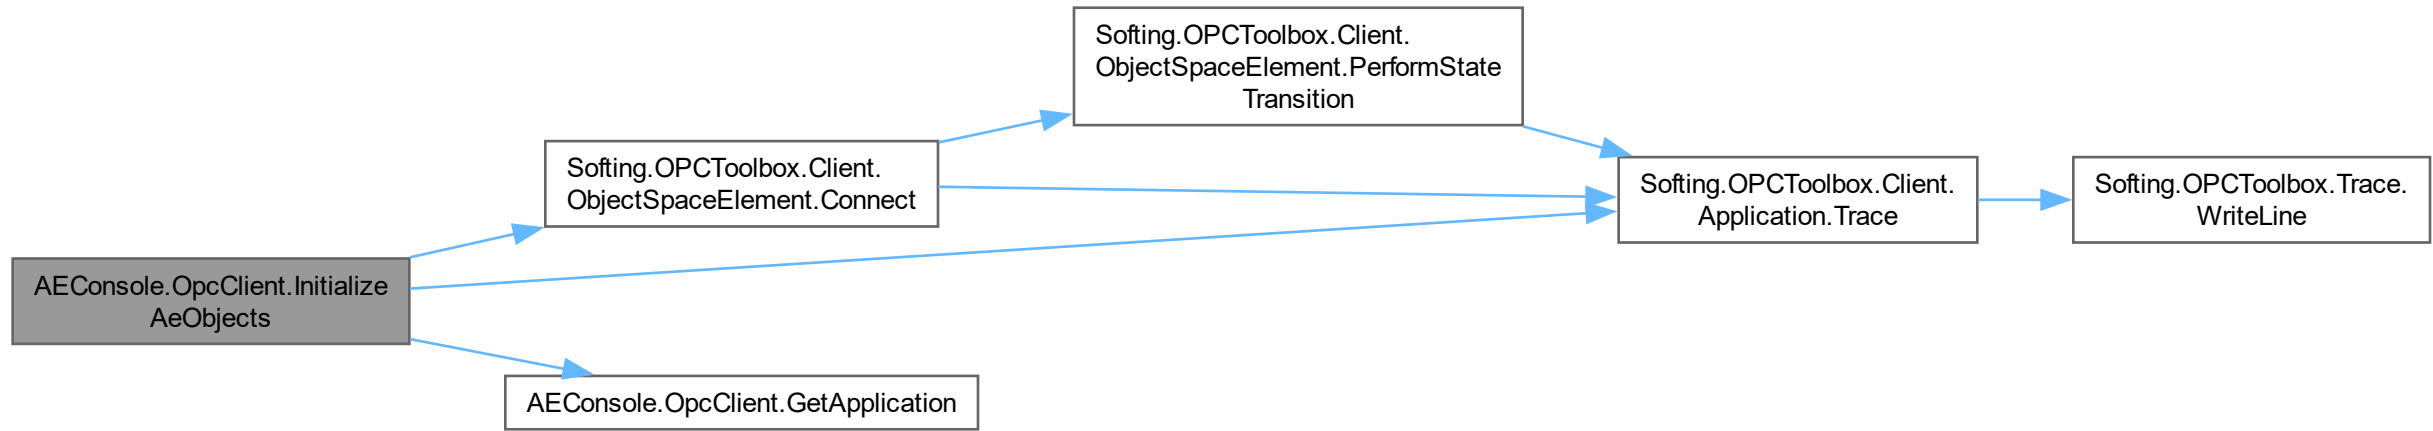 AEConsole.OpcClient.Initialize
AeObjects
Softing.OPCToolbox.Client.
ObjectSpaceElement.Connect
Softing.OPCToolbox.Client.
ObjectSpaceElement.PerformState
Transition
Softing.OPCToolbox.Client.
Application.Trace
Softing.OPCToolbox.Trace.
WriteLine
AEConsole.OpcClient.GetApplication